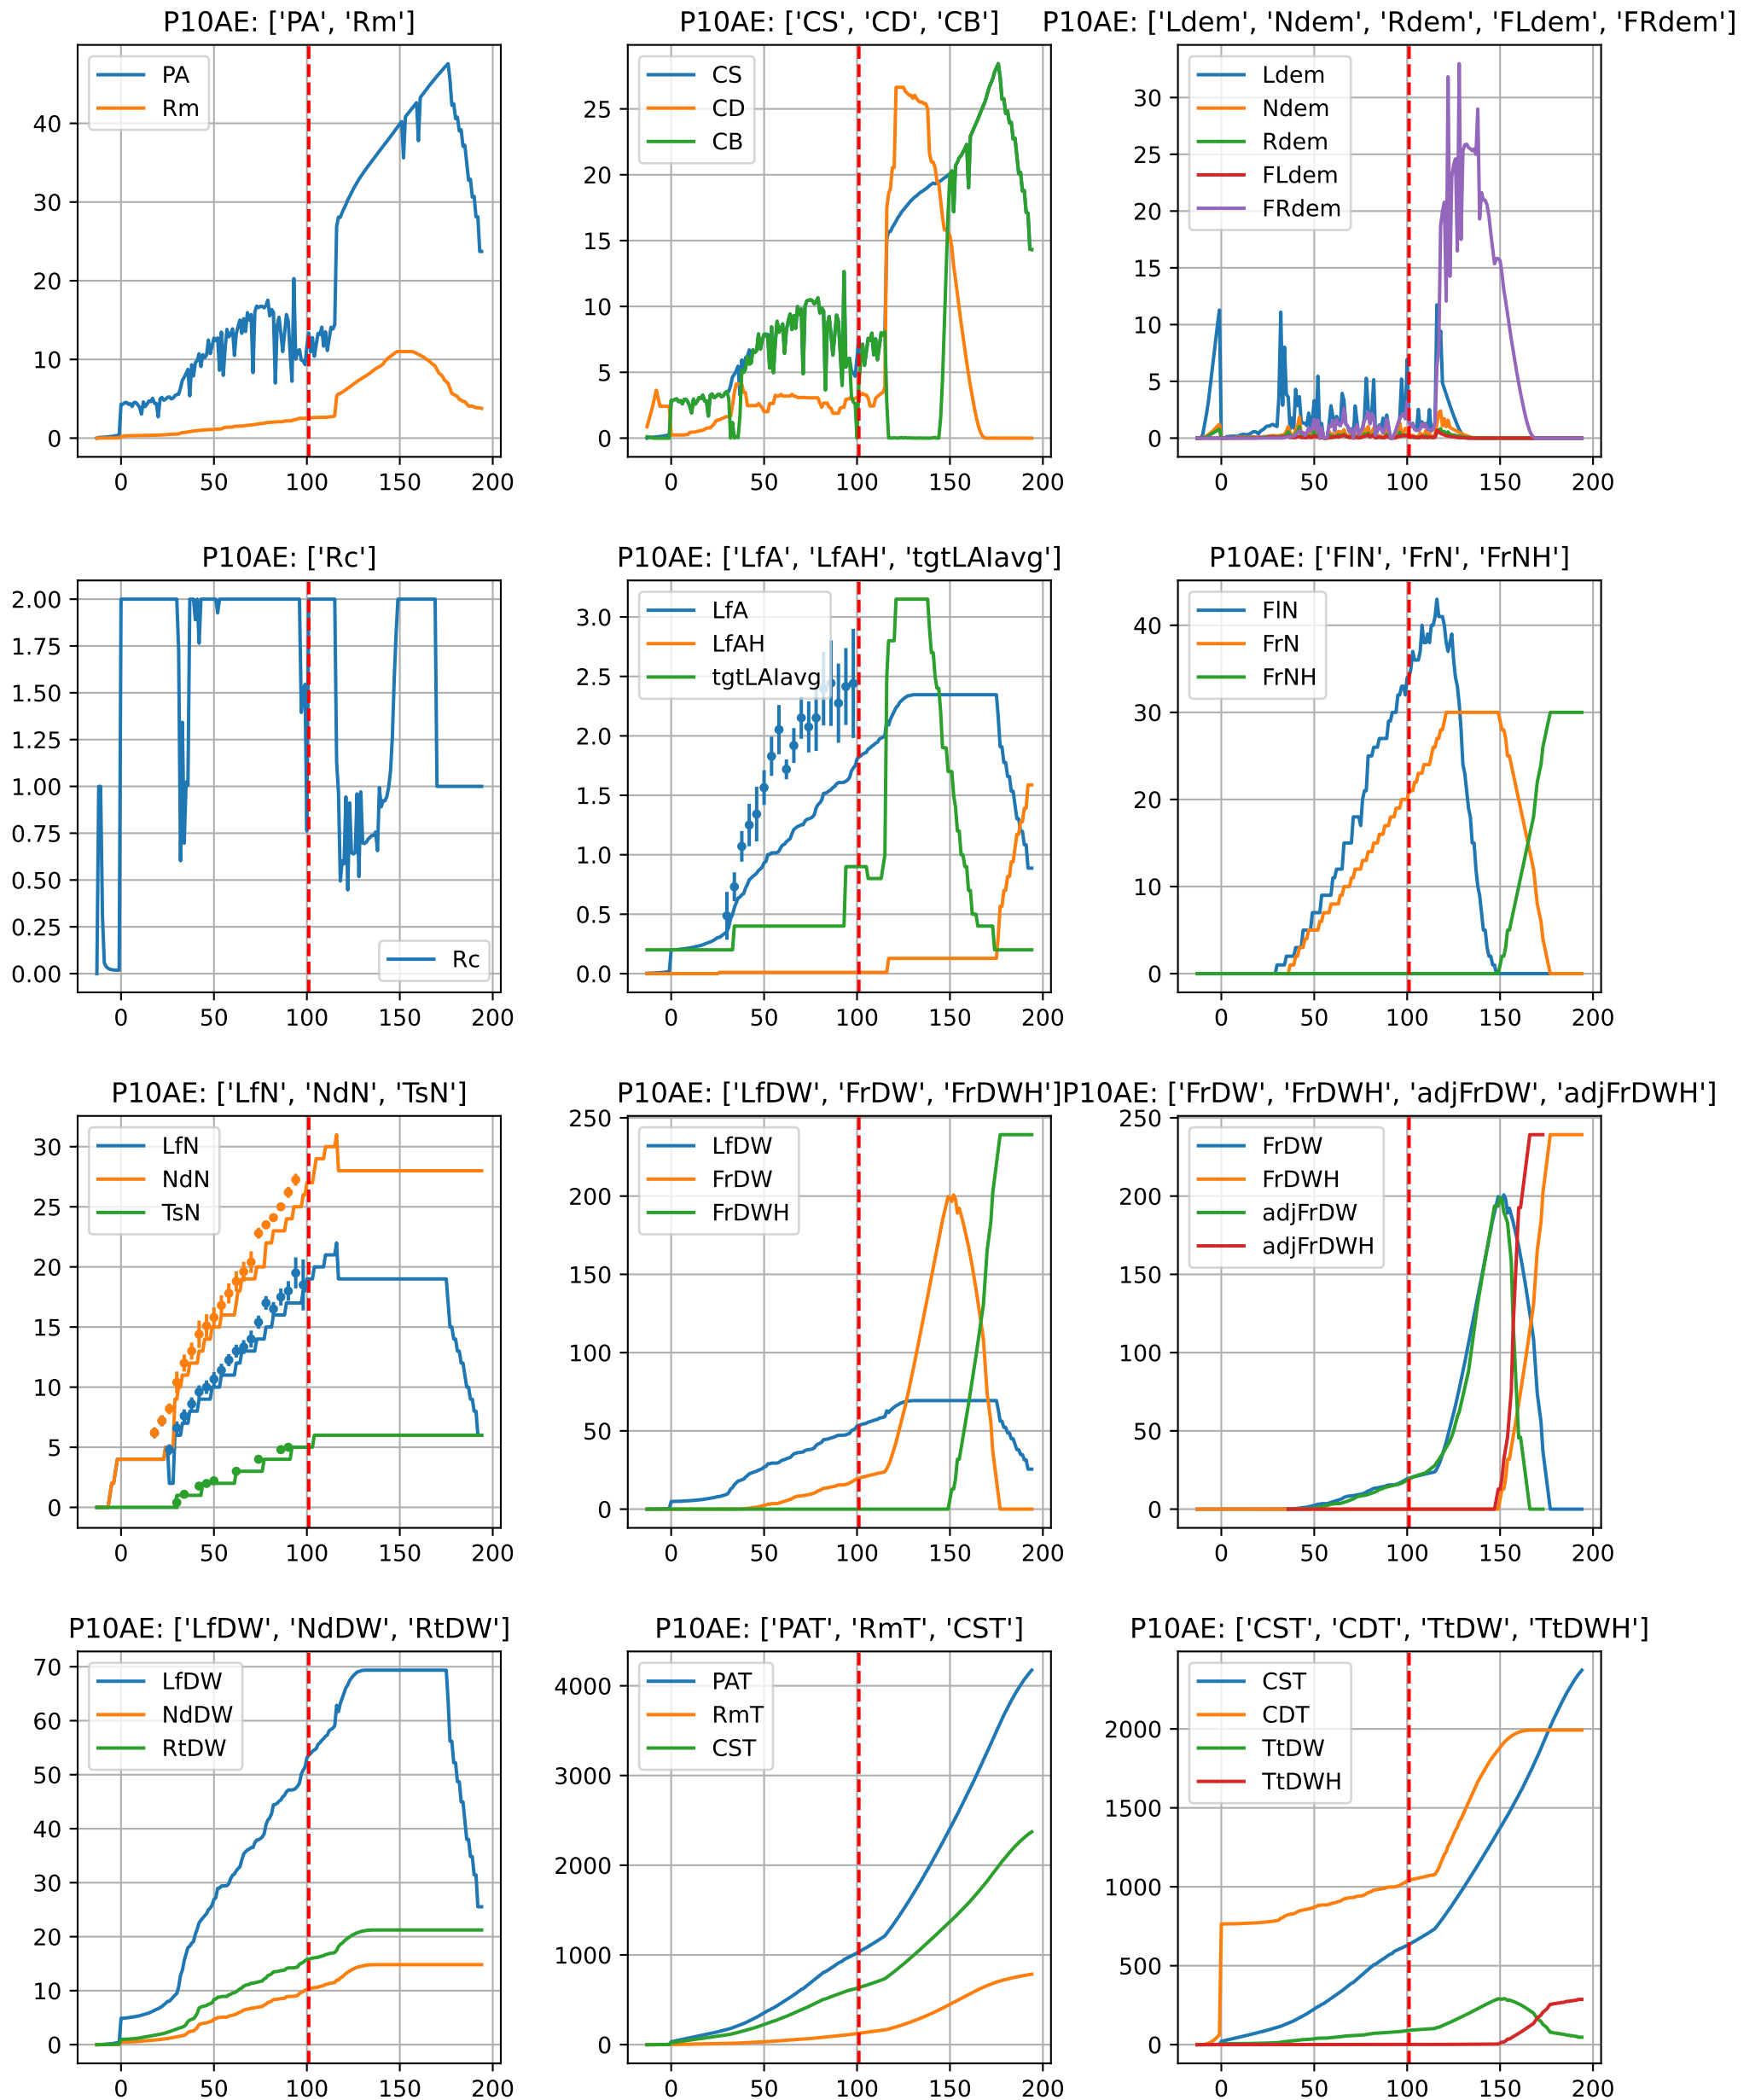 P10AE: ['PA', 'Rm']
PA
Rm
40
30
20
10
0
0 50 100 150 200
P10AE: ['CS', 'CD', 'CB']
CS
CD
CB
25
20
15
10
5
0
0 50 100 150 200
P10AE: ['Ldem', 'Ndem', 'Rdem', 'FLdem', 'FRdem']
Ldem
Ndem
Rdem
FLdem
FRdem
30
25
20
15
10
5
0
0 50 100 150 200
P10AE: ['Rc']
2.00
1.75
1.50
1.25
1.00
0.75
0.50
0.25
0.00
Rc
0 50 100 150 200
P10AE: ['LfA', 'LfAH', 'tgtLAIavg']
LfA
LfAH
tgtLAIavg
3.0
2.5
2.0
1.5
1.0
0.5
0.0
0 50 100 150 200
P10AE: ['FlN', 'FrN', 'FrNH']
FlN
FrN
FrNH
40
30
20
10
0
0 50 100 150 200
P10AE: ['LfN', 'NdN', 'TsN']
LfN
NdN
TsN
30
25
20
15
10
5
0
0 50 100 150 200
P10AE: ['LfDW', 'FrDW', 'FrDWH']
LfDW
FrDW
FrDWH
250
200
150
100
50
0
0 50 100 150 200
P10AE: ['FrDW', 'FrDWH', 'adjFrDW', 'adjFrDWH']
FrDW
FrDWH
adjFrDW
adjFrDWH
250
200
150
100
50
0
0 50 100 150 200
P10AE: ['LfDW', 'NdDW', 'RtDW']
LfDW
NdDW
RtDW
70
60
50
40
30
20
10
0
0 50 100 150 200
P10AE: ['PAT', 'RmT', 'CST']
PAT
RmT
CST
4000
3000
2000
1000
0
0 50 100 150 200
P10AE: ['CST', 'CDT', 'TtDW', 'TtDWH']
CST
CDT
TtDW
TtDWH
2000
1500
1000
500
0
0 50 100 150 200